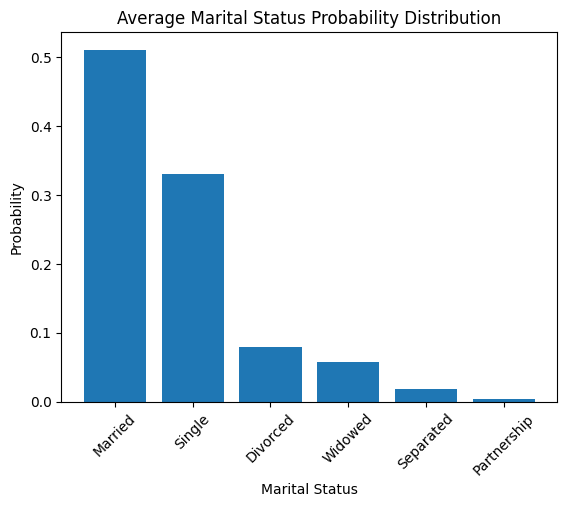 Average Marital Status Probability Distribution
0.5
0.4
0.3
0.2
0.1
0.0
Probability
Married
Single
Divorced
Widowed
Separated
Partnership
Marital Status